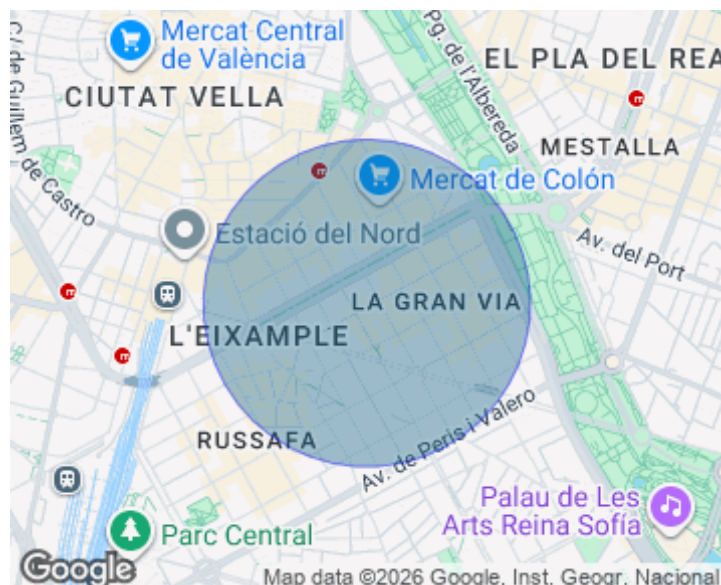 Mercat Central
de València
Pg. de l'Albereda
EL PLA DEL REA
CIUTAT VELLA
C/ de Guillem de Castro
MESTALLA
Mercat de Colón
Estació del Nord
Av. del Port
LA GRAN VIA
L'EIXAMPLE
RUSSAFA
Av. de Peris i Valero
Palau de Les
Arts Reina Sofía
Parc Central
Google
Map data ©2026 Google, Inst. Geogr. Nacional